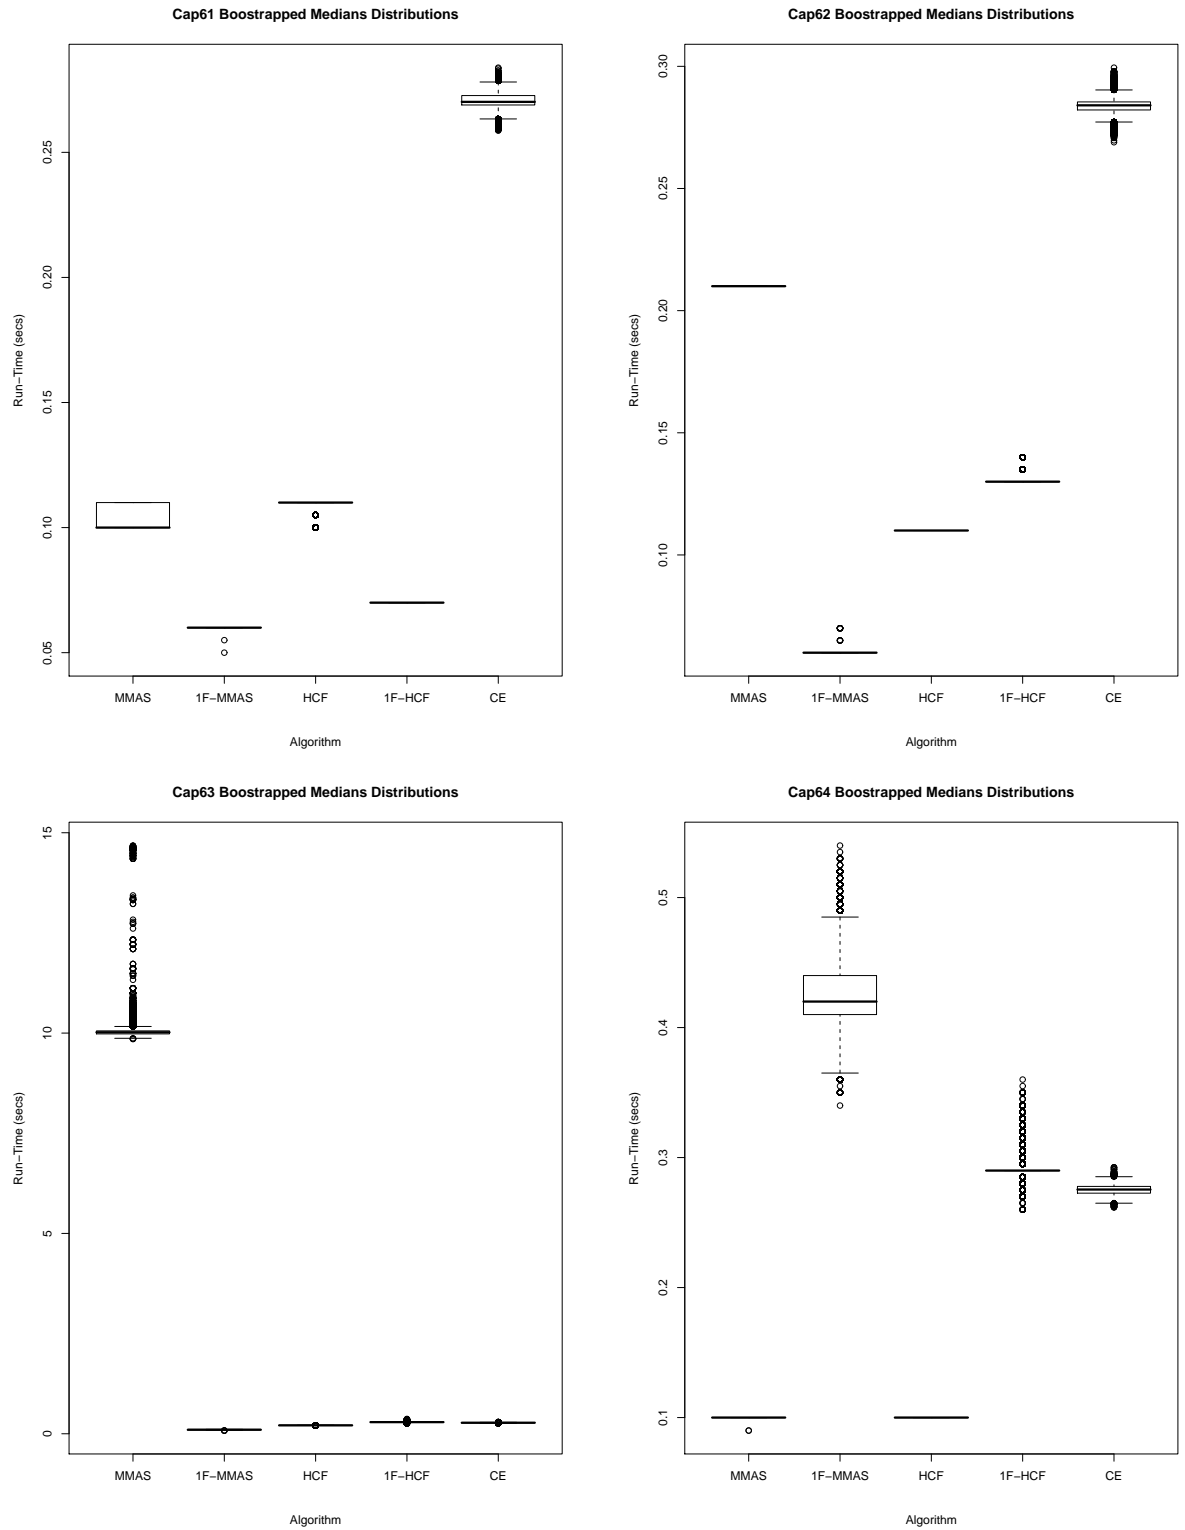 Cap61 Boostrapped Medians Distributions
Run−Time (secs)
0.25
0.20
0.15
0.10
0.05
MMAS 1F−MMAS HCF 1F−HCF CE
Algorithm
Cap62 Boostrapped Medians Distributions
Run−Time (secs)
0.30
0.25
0.20
0.15
0.10
MMAS 1F−MMAS HCF 1F−HCF CE
Algorithm
Cap63 Boostrapped Medians Distributions
Run−Time (secs)
15
10
5
0
MMAS 1F−MMAS HCF 1F−HCF CE
Algorithm
Cap64 Boostrapped Medians Distributions
Run−Time (secs)
0.5
0.4
0.3
0.2
0.1
MMAS 1F−MMAS HCF 1F−HCF CE
Algorithm